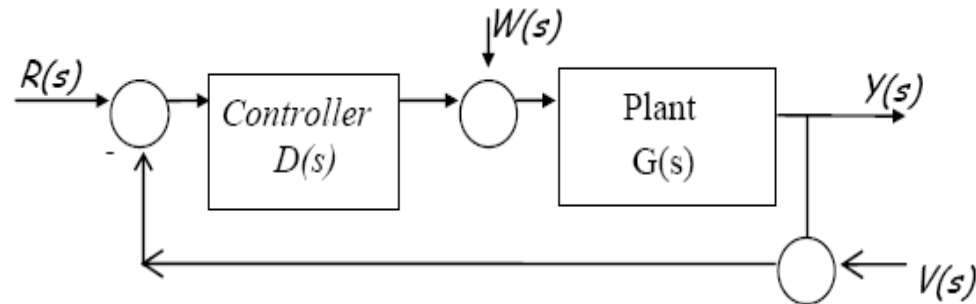 W(s)
R(s)
Controller
D(s)
Plant
G(s)
Y(s)
-
V(s)